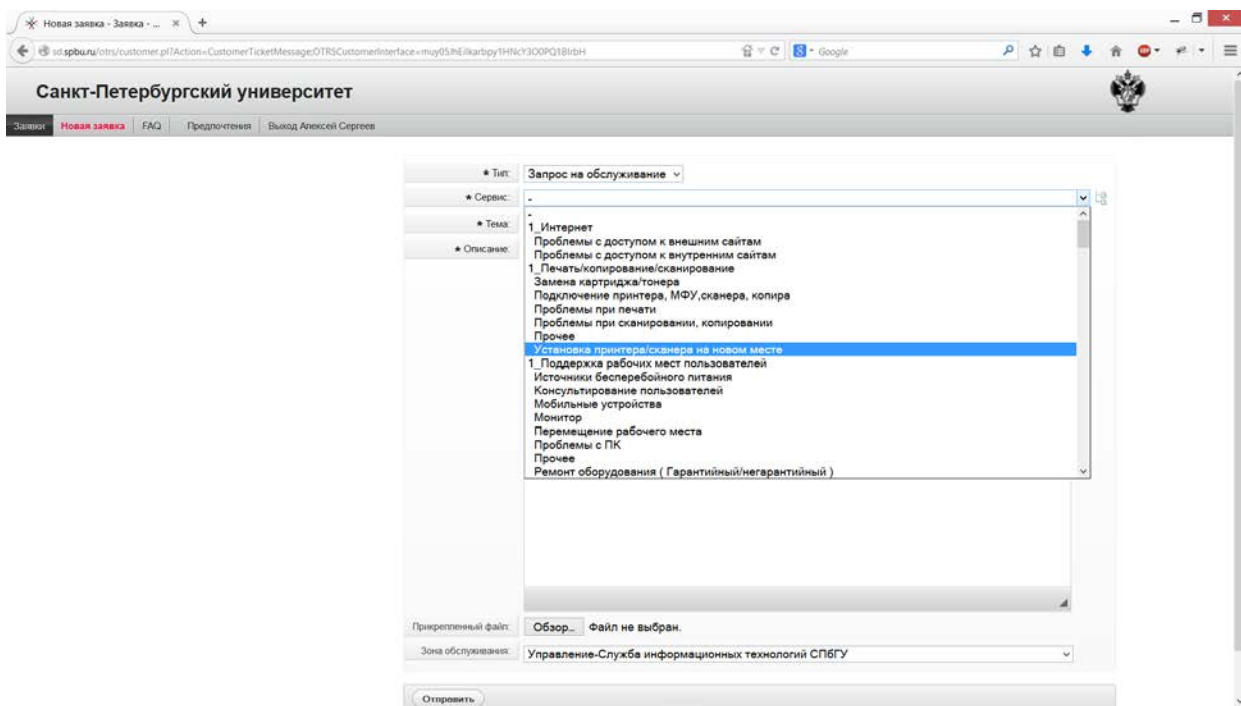 Новая заявка - Заявка - ...
sd.spbu.ru/otrs/customer.pl?Action=CustomerTicketMessage;OTRSCustomerInterface=
Google
Санкт-Петербургский университет
Заявки Новая заявка FAQ Предпочтения Выход Алексей Сергеев
★ Тип: Запрос на обслуживание
★ Сервис: -
★ Тема:
★ Описание:
-
1_Интернет
Проблемы с доступом к внешним сайтам
Проблемы с доступом к внутренним сайтам
1_Печать/копирование/сканирование
Замена картриджа/тонера
Подключение принтера, МФУ,сканера, копира
Проблемы при печати
Проблемы при сканировании, копировании
Прочее
Установка принтера/сканера на новом месте
1_Поддержка рабочих мест пользователей
Источники бесперебойного питания
Консультирование пользователей
Мобильные устройства
Монитор
Перемещение рабочего места
Проблемы с ПК
Прочее
Ремонт оборудования ( Гарантийный/негарантийный )
Прикрепленный файл: Обзор... Файл не выбран.
Зона обслуживания: Управление-Служба информационных технологий СПбГУ
Отправить